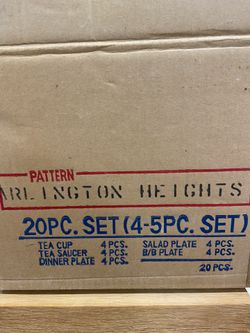 PATTERN
ARLINGTON HEIGHTS
20PC. SET (4-5PC. SET)
TEA CUP 4 PCS. SALAD PLATE 4 PCS.
TEA SAUCER 4 PCS. B/B PLATE 4 PCS.
DINNER PLATE 4 PCS.
20 PCS.